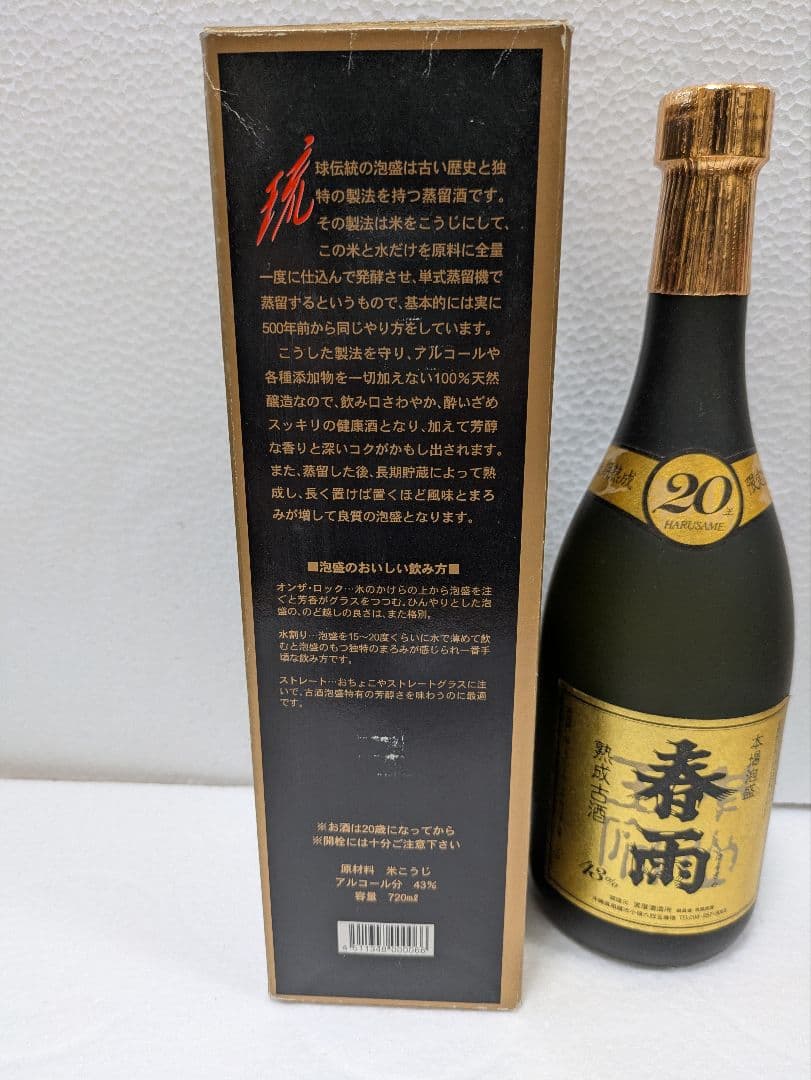 琉球伝統の泡盛は古い歴史と独
特の製法を持つ蒸留酒です。
その製法は米をこうじにして、
この米と水だけを原料に全量
一度に仕込んで発酵させ、単式蒸留機で
蒸留するというもので、基本的には実に
500年前から同じやり方をしています。
こうした製法を守り、アルコールや
各種添加物を一切加えない100%天然
醸造なので、飲み口さわやか、酔いざめ
スッキリの健康酒となり、加えて芳醇
な香りと深いコクがかもし出されます。
また、蒸留した後、長期貯蔵によって熟
成し、長く置けば置くほど風味とまろ
みが増して良質の泡盛となります。
■泡盛のおいしい飲み方■
オンザ・ロック…氷のかけらの上から泡盛を注
ぐと芳香がグラスをつつむ。ひんやりとした泡
盛の、のど越しの良さは、また格別。
水割り…泡盛を15〜20度くらいに水で薄めて飲
むと泡盛のもつ独特のまろみが感じられ一番手
頃な飲み方です。
ストレート…おちょこやストレートグラスに注
いで、古酒泡盛特有の芳醇さを味わうのに最適
です。
※お酒は20歳になってから
※開栓には十分ご注意下さい
原材料 米こうじ
アルコール分 43%
容量 720mℓ
4 611348 000066
熟成
20年
HARUSAME
限定
本場泡盛
春雨
熟成古酒
43%